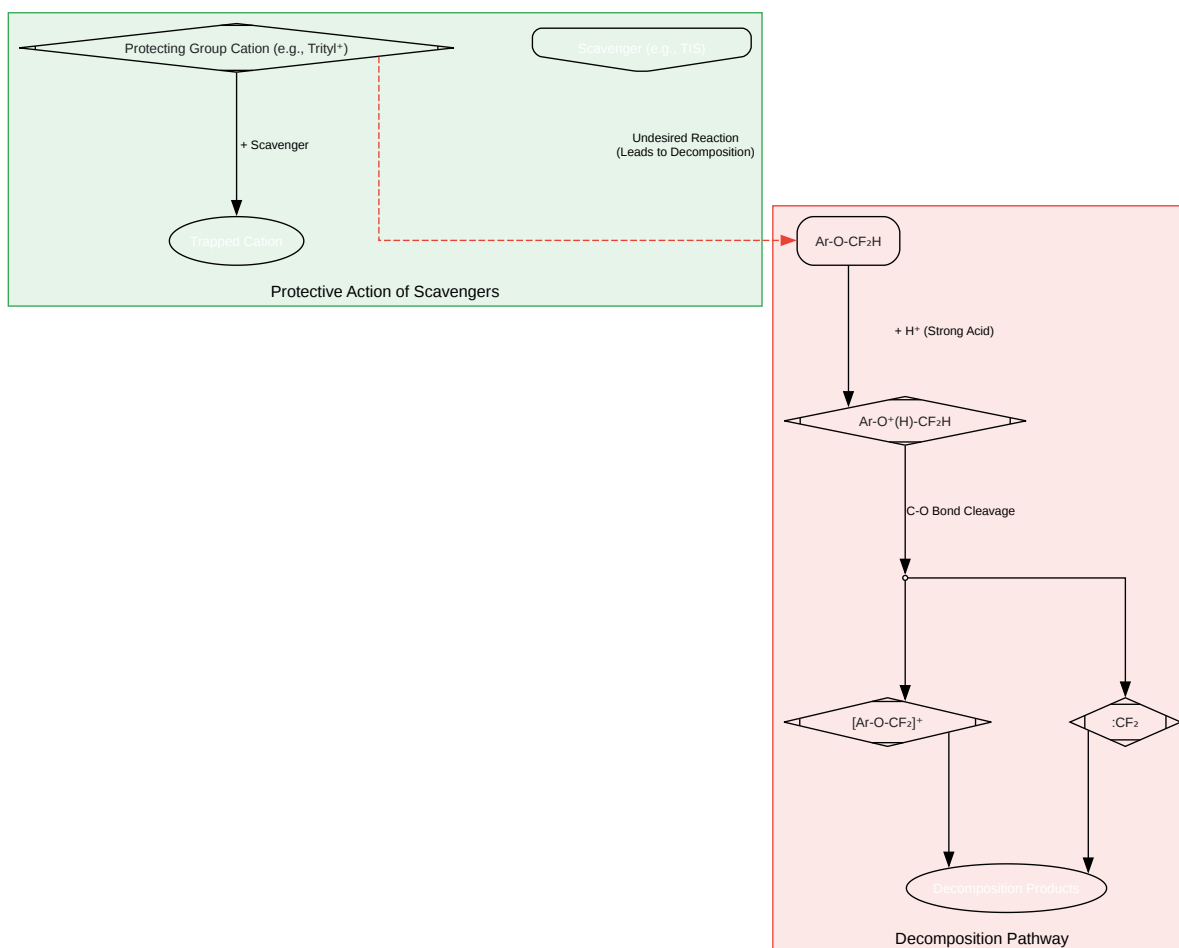 Protecting Group Cation (e.g., Trityl⁺)
Scavenger (e.g., TIS)
+ Scavenger
Undesired Reaction
(Leads to Decomposition)
Trapped Cation
Protective Action of Scavengers
Ar-O-CF₂H
+ H⁺ (Strong Acid)
Ar-O⁺(H)-CF₂H
C-O Bond Cleavage
[Ar-O-CF₂]⁺
:CF₂
Decomposition Products
Decomposition Pathway